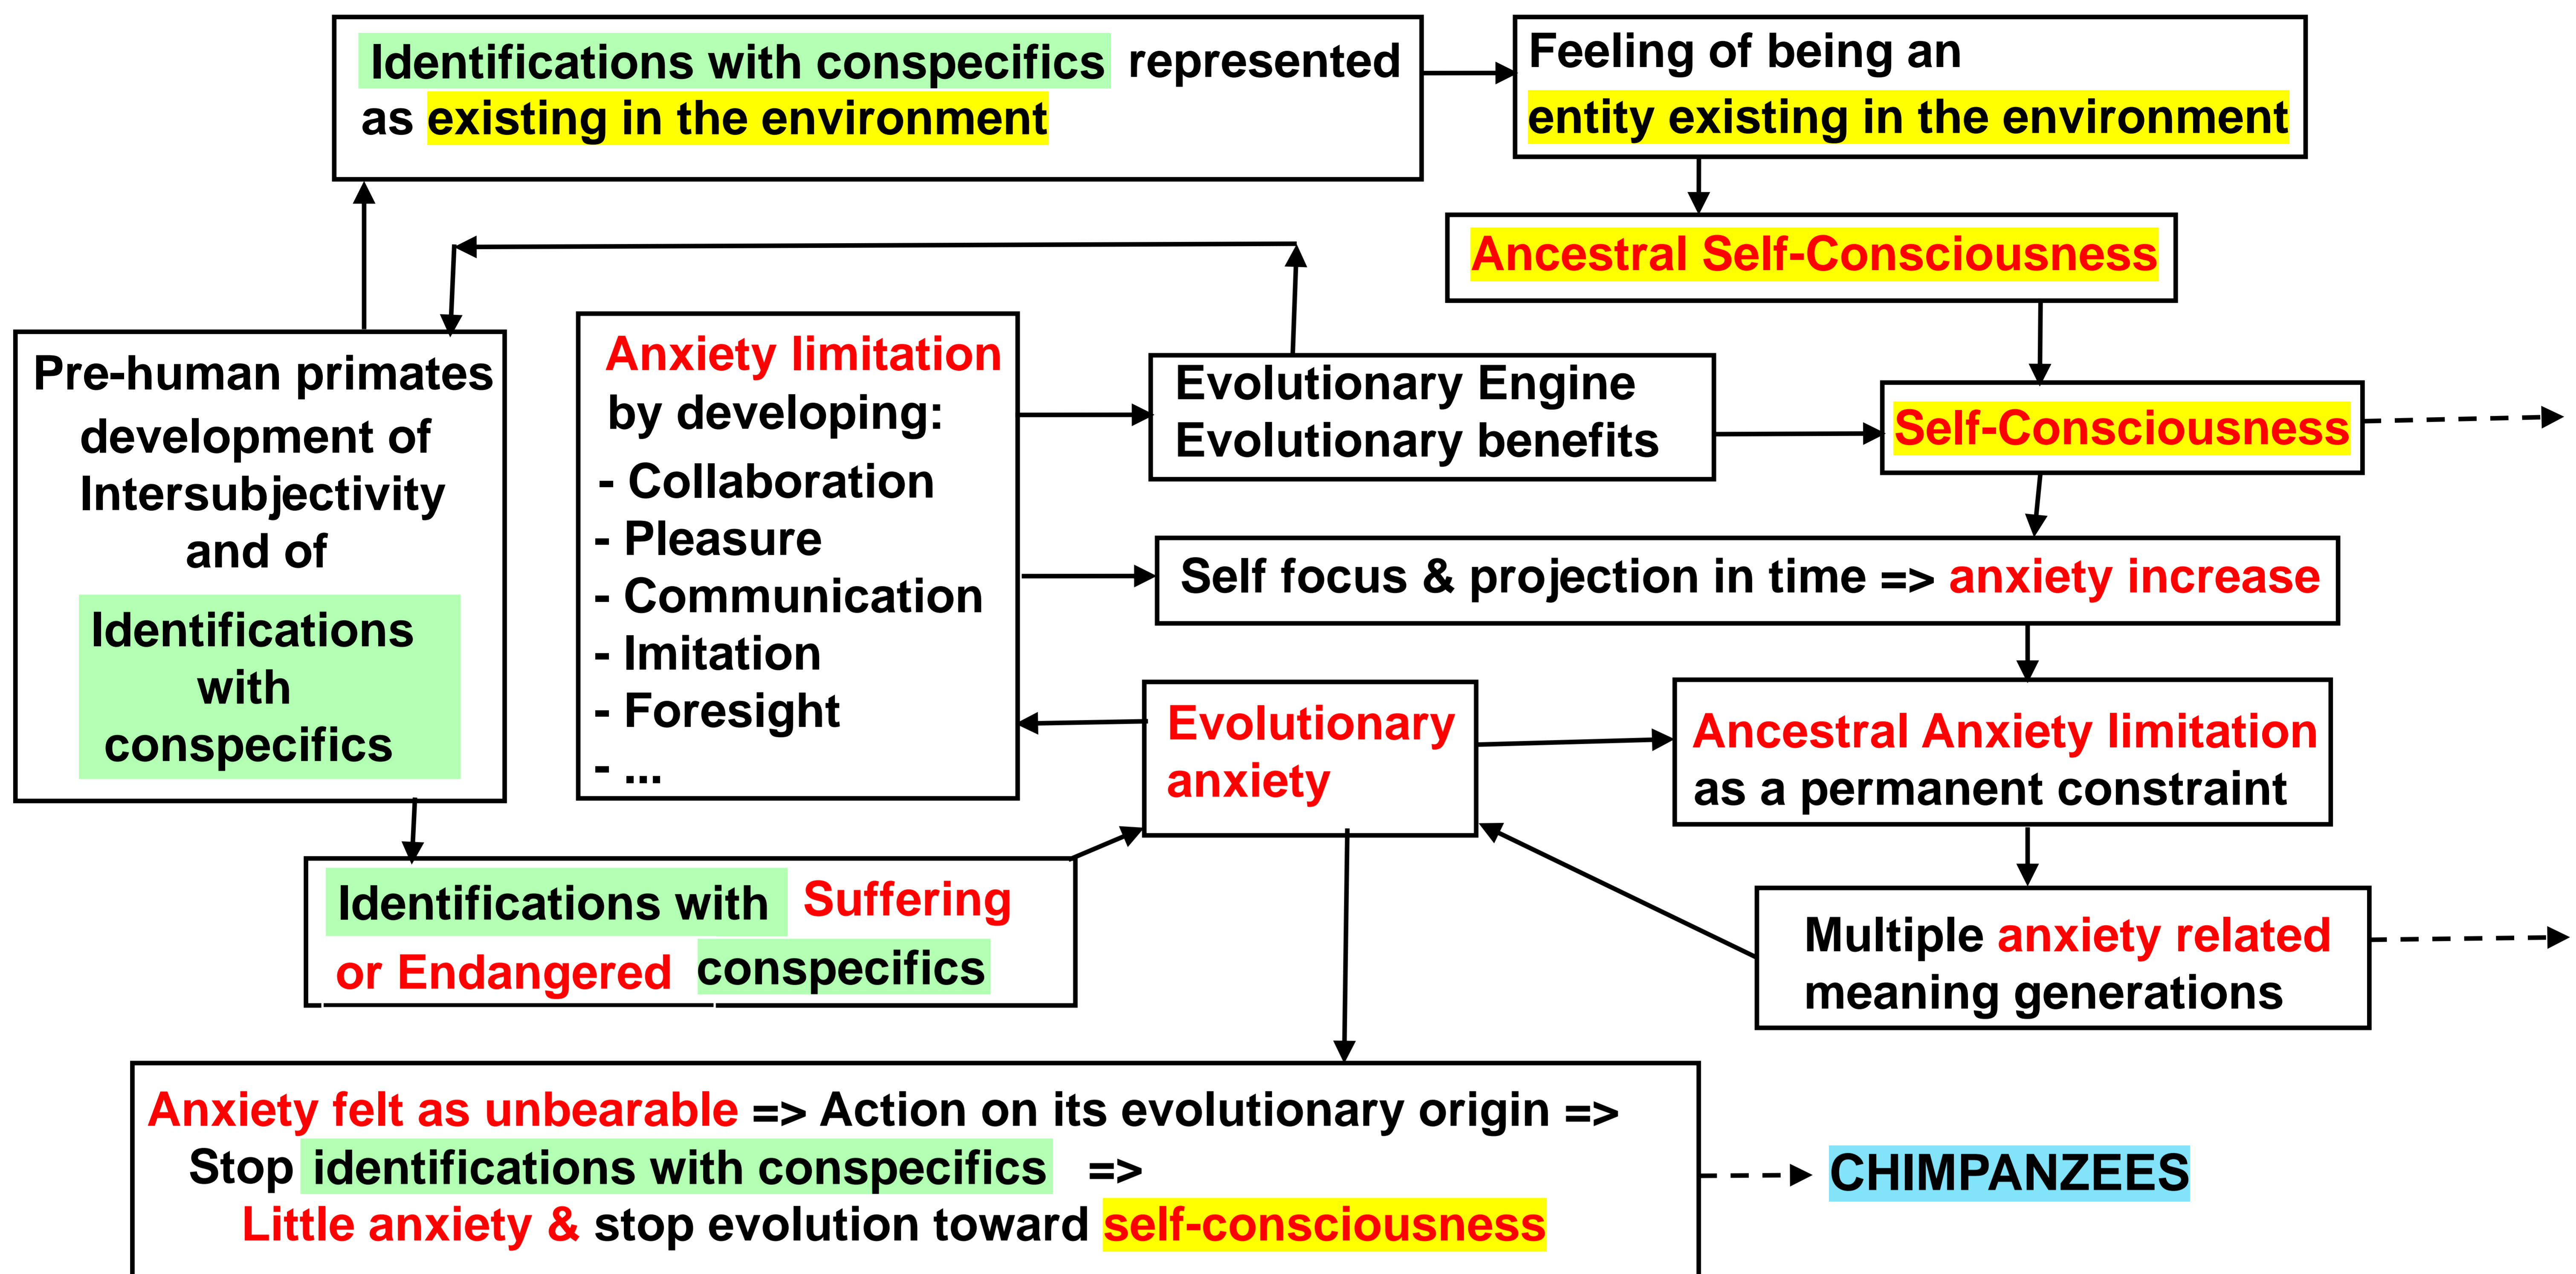 Identifications with conspecifics represented
as existing in the environment
Feeling of being an
entity existing in the environment
Ancestral Self-Consciousness
Pre-human primates
development of
Intersubjectivity
and of
Identifications
with
conspecifics
Anxiety limitation
by developing:
- Collaboration
- Pleasure
- Communication
- Imitation
- Foresight
- ...
Evolutionary Engine
Evolutionary benefits
Self-Consciousness
Self focus & projection in time => anxiety increase
Evolutionary
anxiety
Ancestral Anxiety limitation
as a permanent constraint
Identifications with Suffering
or Endangered conspecifics
Multiple anxiety related
meaning generations
Anxiety felt as unbearable => Action on its evolutionary origin =>
Stop identifications with conspecifics =>
Little anxiety & stop evolution toward self-consciousness
CHIMPANZEES